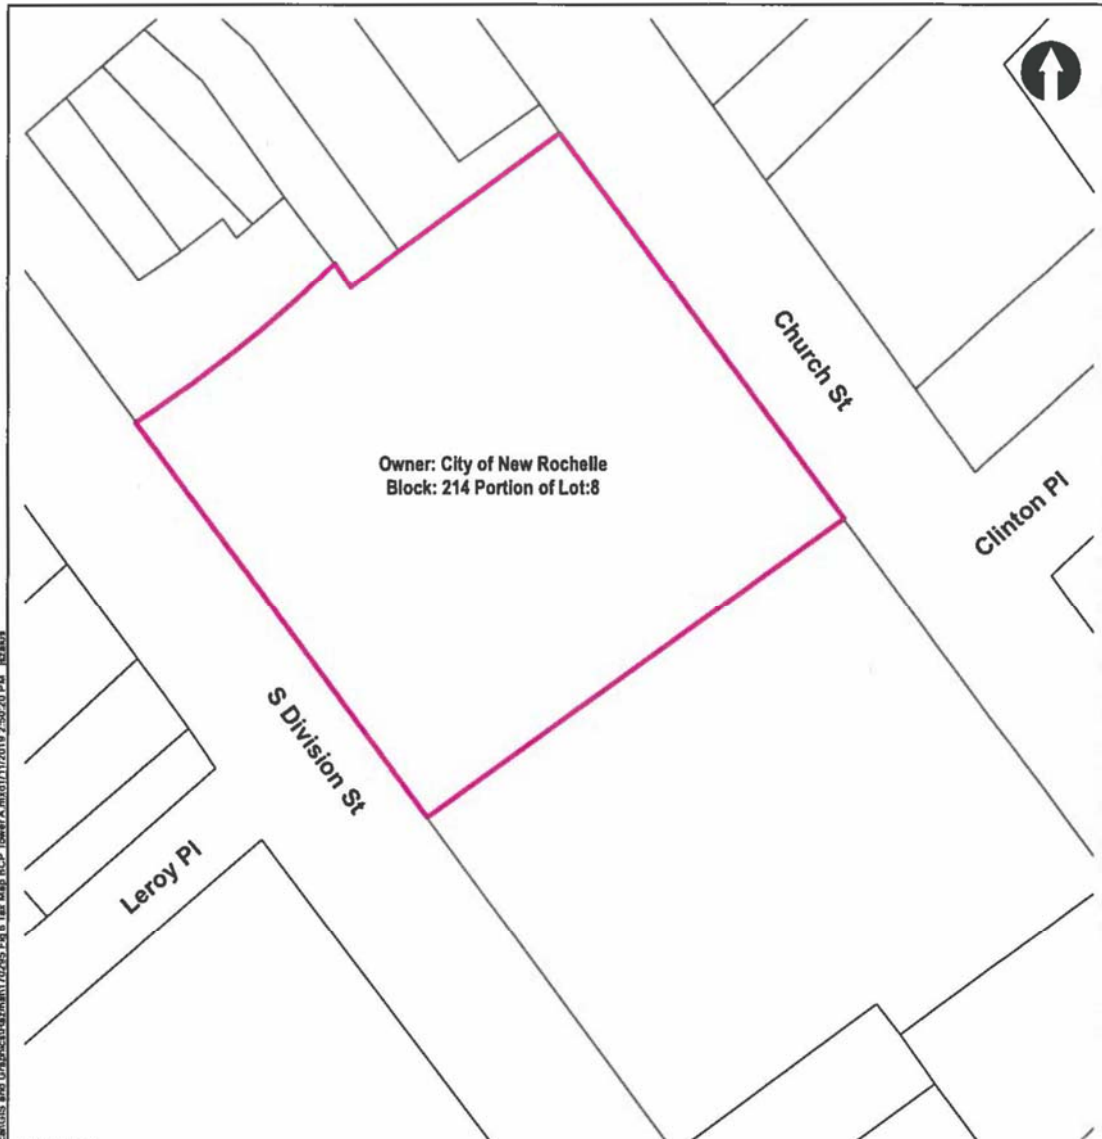 Church St
Owner: City of New Rochelle
Block: 214 Portion of Lot:8
Clinton Pl
S Division St
Leroy Pl